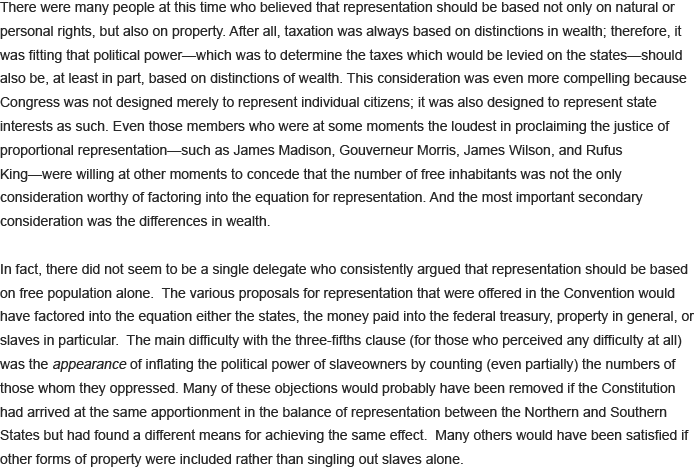 There were many people at this time who believed that representation should be based not only on natural or
personal rights, but also on property. After all, taxation was always based on distinctions in wealth; therefore, it
was fitting that political power—which was to determine the taxes which would be levied on the states—should
also be, at least in part, based on distinctions of wealth. This consideration was even more compelling because
Congress was not designed merely to represent individual citizens; it was also designed to represent state
interests as such. Even those members who were at some moments the loudest in proclaiming the justice of
proportional representation—such as James Madison, Gouverneur Morris, James Wilson, and Rufus
King—were willing at other moments to concede that the number of free inhabitants was not the only
consideration worthy of factoring into the equation for representation. And the most important secondary
consideration was the differences in wealth.

In fact, there did not seem to be a single delegate who consistently argued that representation should be based
on free population alone.  The various proposals for representation that were offered in the Convention would
have factored into the equation either the states, the money paid into the federal treasury, property in general, or
slaves in particular.  The main difficulty with the three-fifths clause (for those who perceived any difficulty at all)
was the appearance of inflating the political power of slaveowners by counting (even partially) the numbers of
those whom they oppressed. Many of these objections would probably have been removed if the Constitution
had arrived at the same apportionment in the balance of representation between the Northern and Southern
States but had found a different means for achieving the same effect.  Many others would have been satisfied if
other forms of property were included rather than singling out slaves alone.